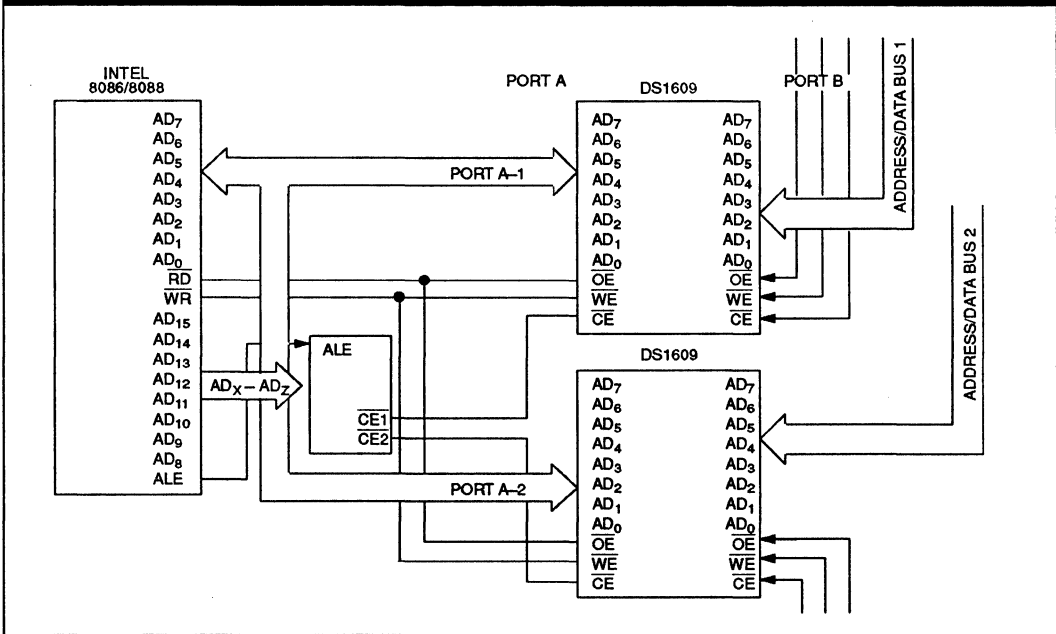 INTEL
8086/8088
AD7
AD6
AD5
AD4
AD3
AD2
AD1
AD0
RD
WR
AD15
AD14
AD13
AD12
AD11
AD10
AD9
AD8
ALE
ADX – ADZ
PORT A
PORT A–1
PORT A–2
ALE
CE1
CE2
DS1609
AD7
AD6
AD5
AD4
AD3
AD2
AD1
AD0
OE
WE
CE
AD7
AD6
AD5
AD4
AD3
AD2
AD1
AD0
OE
WE
CE
PORT B
ADDRESS/DATA BUS 1
DS1609
AD7
AD6
AD5
AD4
AD3
AD2
AD1
AD0
OE
WE
CE
AD7
AD6
AD5
AD4
AD3
AD2
AD1
AD0
OE
WE
CE
ADDRESS/DATA BUS 2